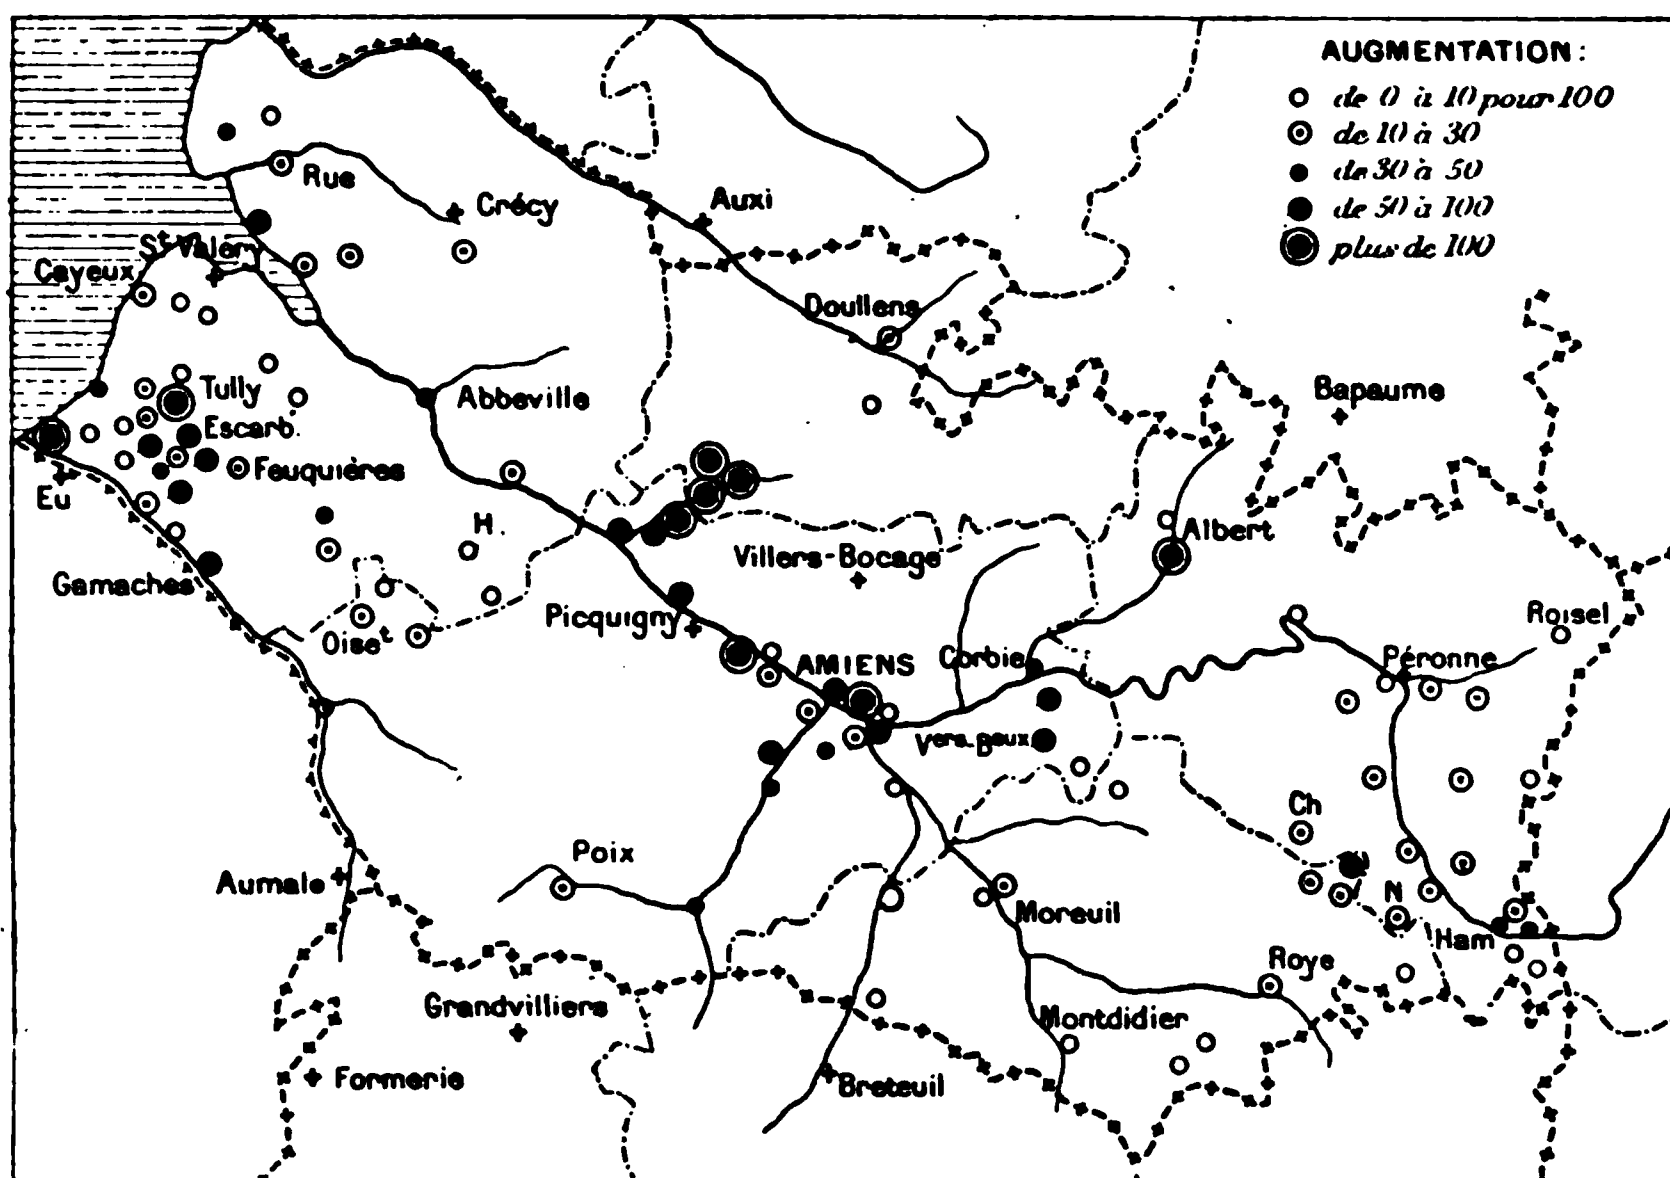 AUGMENTATION:
de 0 à 10 pour 100
de 10 à 30
de 30 à 50
de 50 à 100
plus de 100
Rue
Crécy
Auxi
St Valery
Cayeux
Doullens
Tully
Abbeville
Bapaume
Escarb.
Feuquières
Eu
H.
Albert
Villers-Bocage
Gamaches
Picquigny
Roisel
Oiset
AMIENS
Corbie
Péronne
Vers-Baux
Ch
Poix
Aumale
N
Moreuil
Ham
Roye
Grandvilliers
Montdidier
Formerie
Breteuil